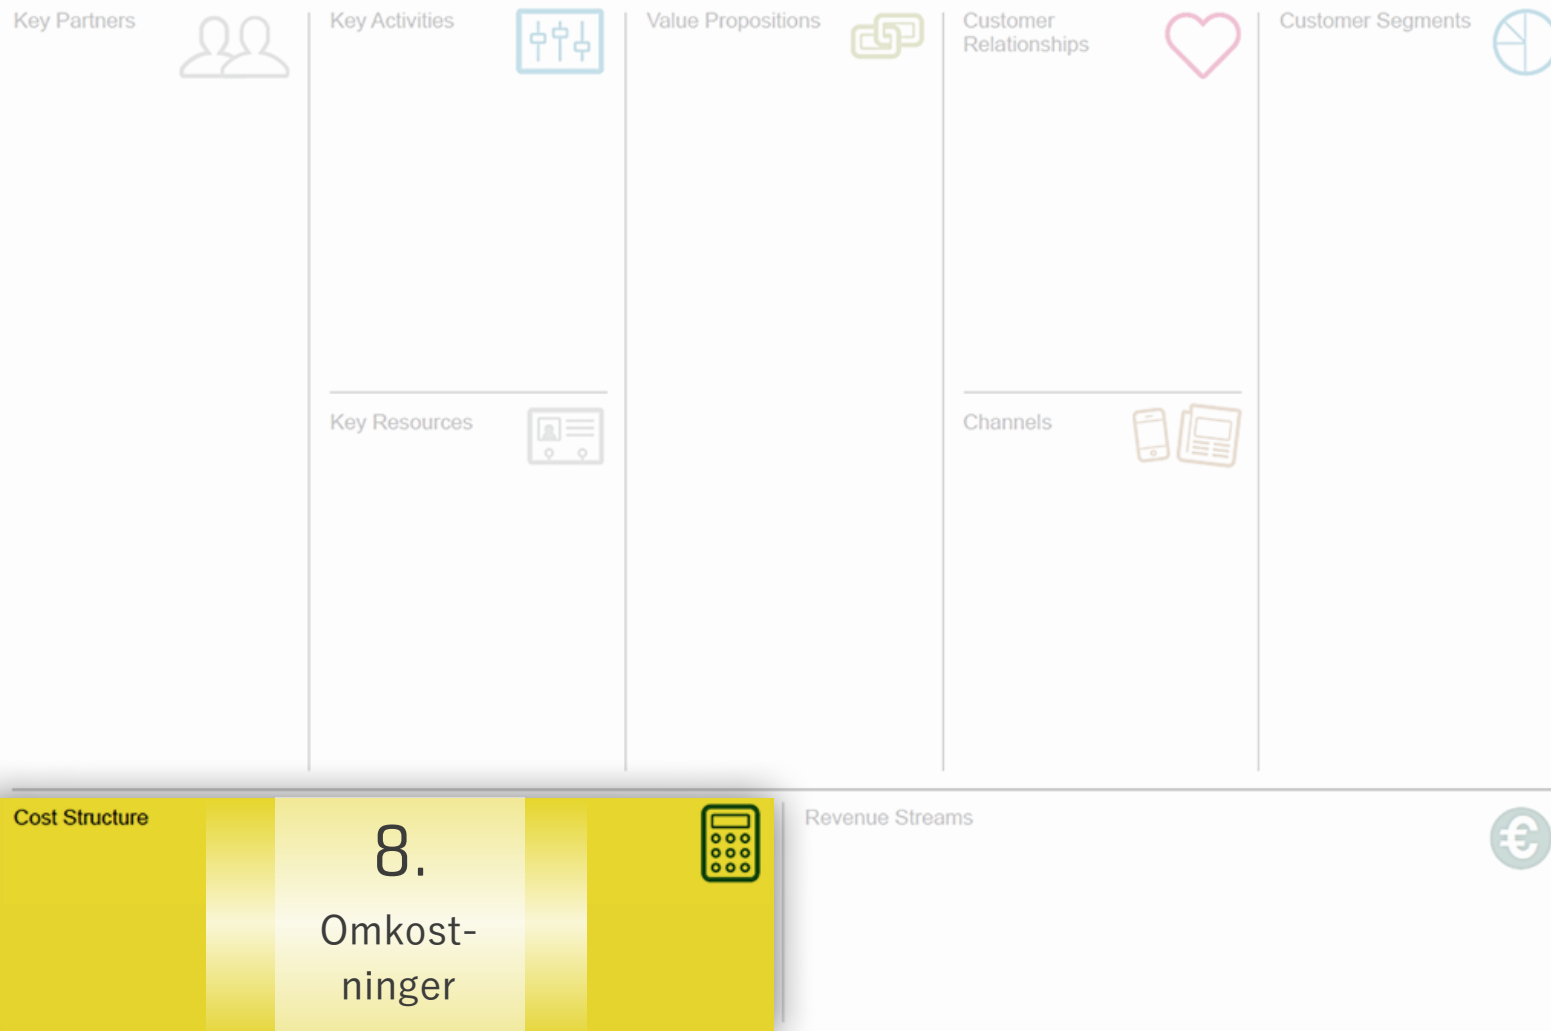 Key Partners
Key Activities
Value Propositions
Customer
Relationships
Customer Segments
Key Resources
Channels
Cost Structure
8.
Omkost-
ninger
Revenue Streams
€